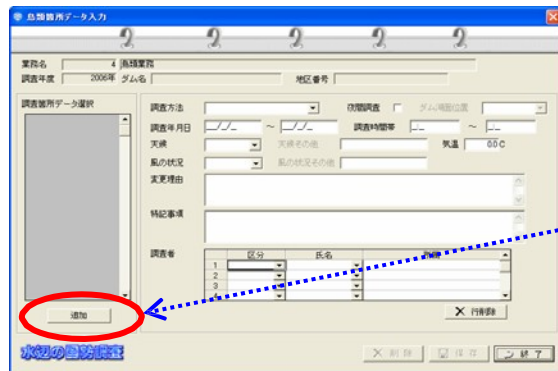 鳥類箇所データ入力
業務名 4 鳥類業務
調査年度 2006年 ダム名 地区番号
調査箇所データ選択
調査方法 夜間調査 ダム湖岸位置
調査年月日 _/_/_ ~ _/_/_ 調査時間帯 _:_ ~ _:_
天候 天候その他 気温 0.0 C
風の状況 風の状況その他
変更理由
特記事項
調査者 区分 氏名 所属
1
2
3
4
追加 行削除
水辺の国勢調査 削除 保存 終了